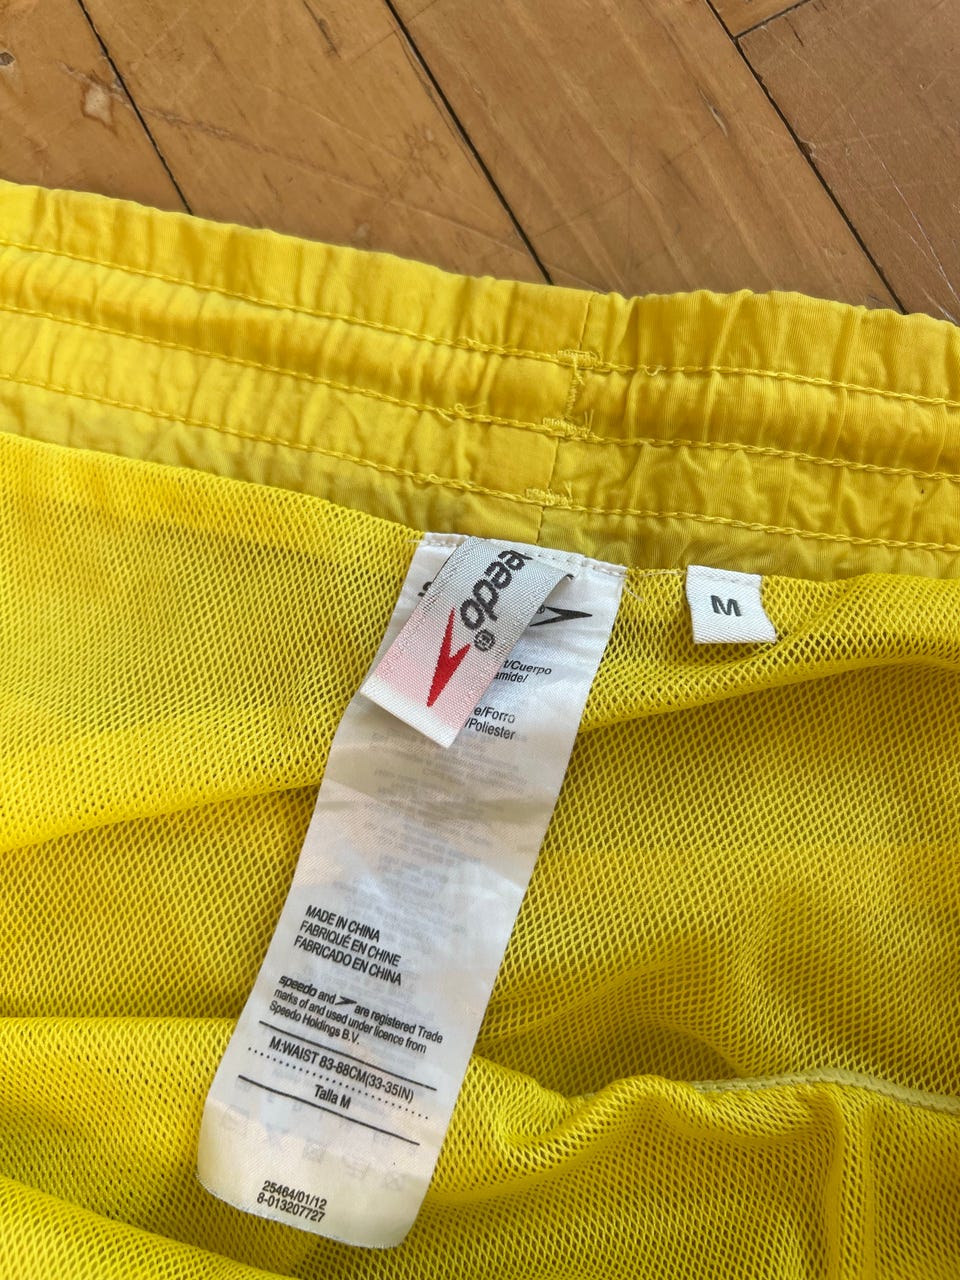 speedo®
M
t/Cuerpo
amide/
e/Forro
/Poliester
MADE IN CHINA
FABRIQUÉ EN CHINE
FABRICADO EN CHINA
speedo and are registered Trade
marks of and used under licence from
Speedo Holdings B.V.
M:WAIST 83-88CM(33-35IN)
Talla M
25464/01/12
8-013207727